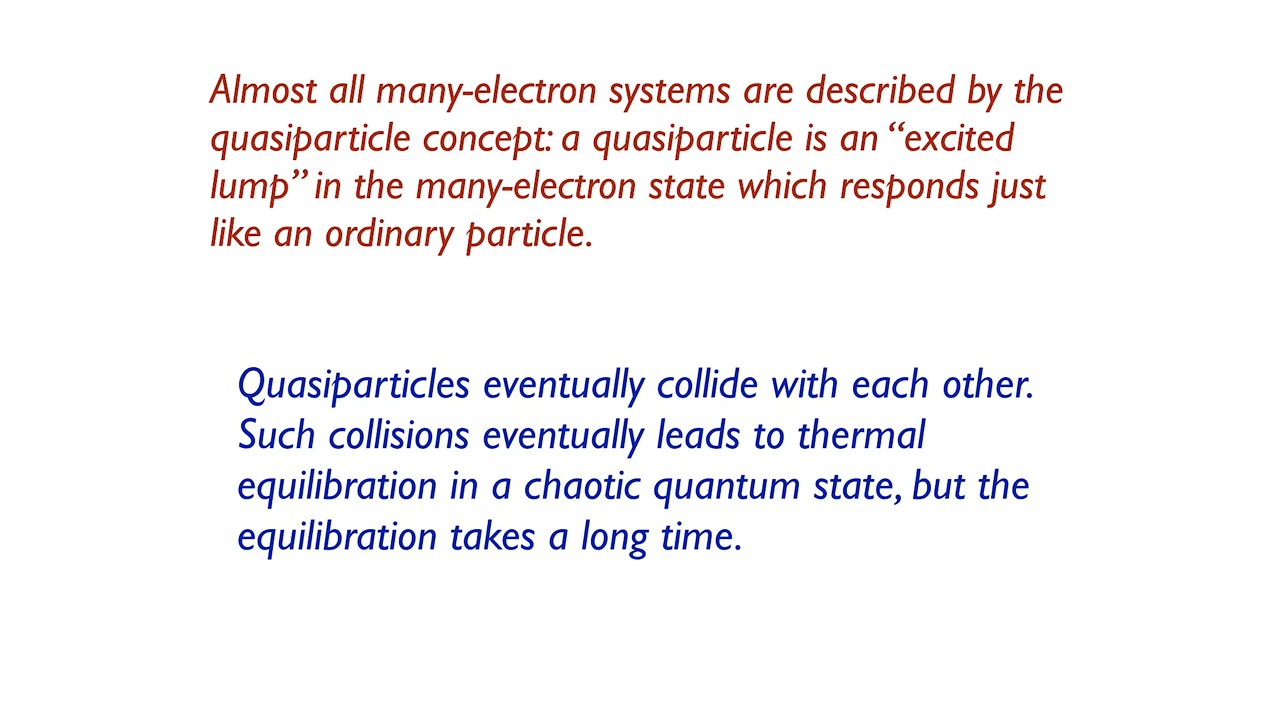 Almost all many-electron systems are described by the
quasiparticle concept: a quasiparticle is an “excited
lump” in the many-electron state which responds just
like an ordinary particle.
Quasiparticles eventually collide with each other.
Such collisions eventually leads to thermal
equilibration in a chaotic quantum state, but the
equilibration takes a long time.